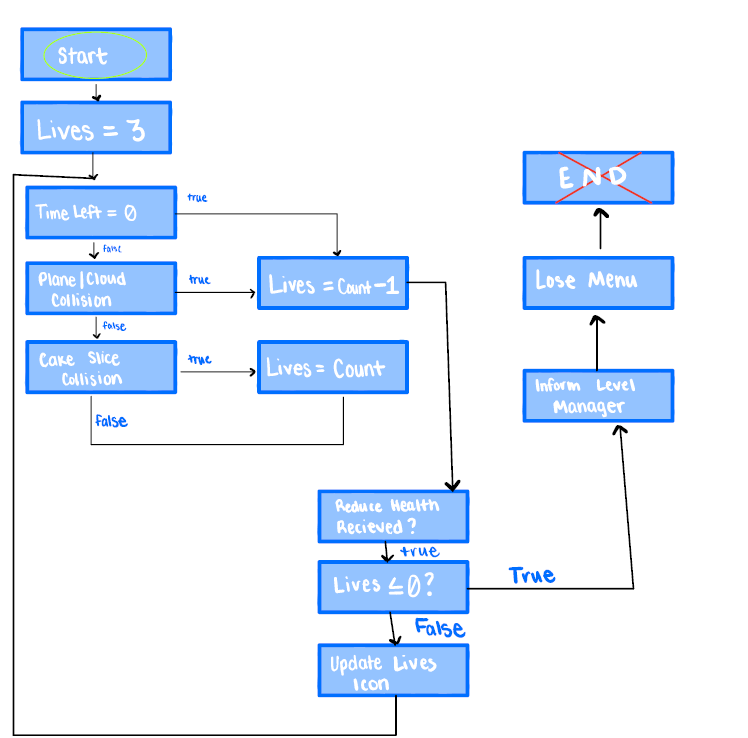 Start
Lives = 3
Time Left = 0
true
false
Plane/Cloud
Collision
true
false
Cake Slice
Collision
true
false
Lives = Count-1
Lives = Count
Reduce Health
Recieved?
true
Lives ≤0?
True
False
Update Lives
Icon
Inform Level
Manager
Lose Menu
END